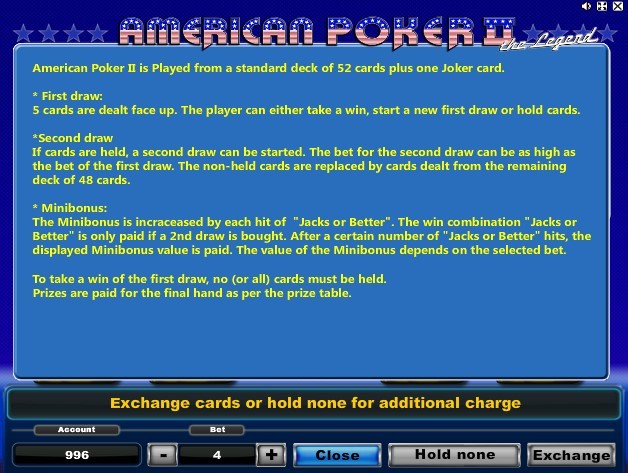 AMERICAN POKER II
the Legend
American Poker II is Played from a standard deck of 52 cards plus one Joker card.
* First draw:
5 cards are dealt face up. The player can either take a win, start a new first draw or hold cards.
*Second draw
If cards are held, a second draw can be started. The bet for the second draw can be as high as
the bet of the first draw. The non-held cards are replaced by cards dealt from the remaining
deck of 48 cards.
* Minibonus:
The Minibonus is incraceased by each hit of "Jacks or Better". The win combination "Jacks or
Better" is only paid if a 2nd draw is bought. After a certain number of "Jacks or Better" hits, the
displayed Minibonus value is paid. The value of the Minibonus depends on the selected bet.
To take a win of the first draw, no (or all) cards must be held.
Prizes are paid for the final hand as per the prize table.
Exchange cards or hold none for additional charge
Account Bet
996 - 4 + Close Hold none Exchange